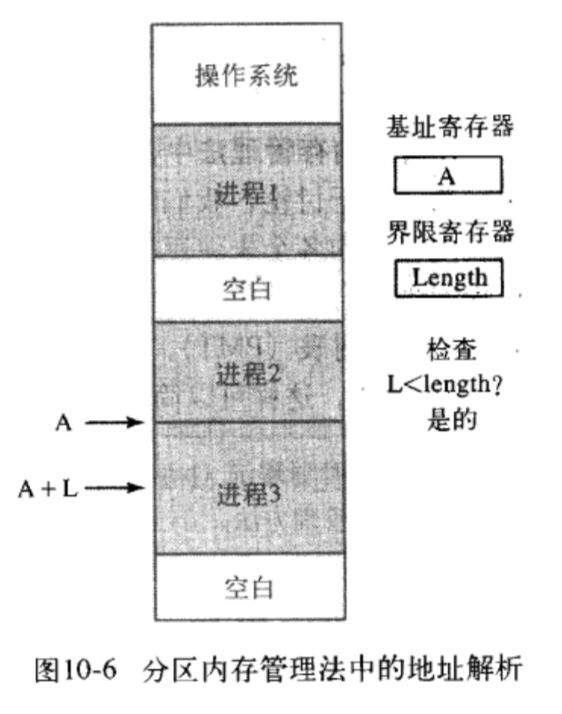 操作系统
进程1
空白
进程2
进程3
空白
A
A+L
基址寄存器
A
界限寄存器
Length
检查
L<length?
是的
图10-6 分区内存管理法中的地址解析